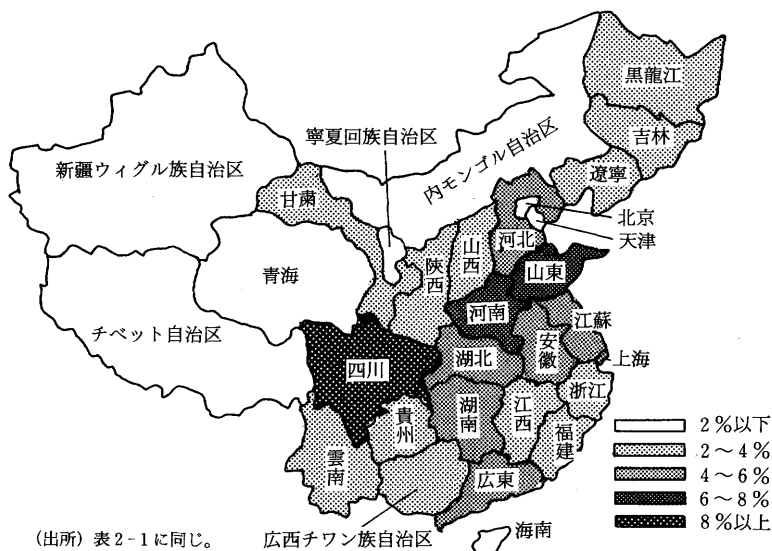 黒龍江
吉林
遼寧
寧夏回族自治区
内モンゴル自治区
新疆ウィグル族自治区
甘粛
北京
天津
河北
山西
陝西
山東
青海
チベット自治区
河南
江蘇
安徽
上海
四川
湖北
浙江
湖南
江西
貴州
福建
雲南
広東
広西チワン族自治区
海南
2%以下
2～4%
4～6%
6～8%
8%以上
(出所) 表2-1に同じ。